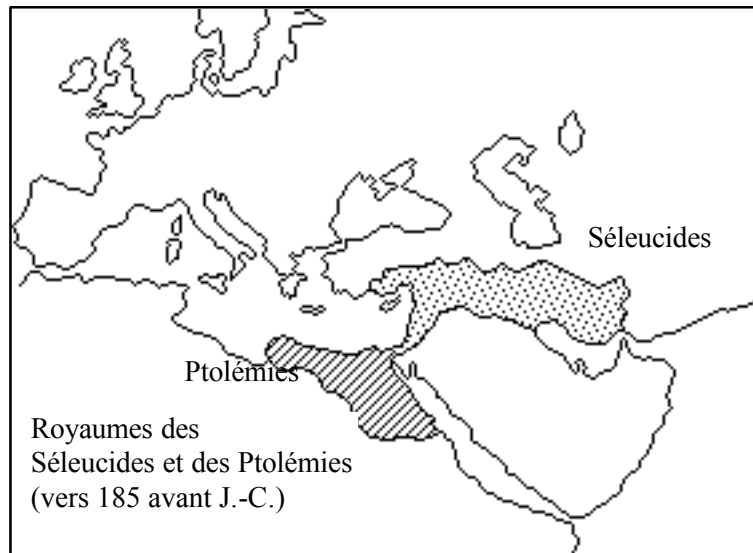 Séleucides
Ptolémies
Royaumes des
Séleucides et des Ptolémies
(vers 185 avant J.-C.)